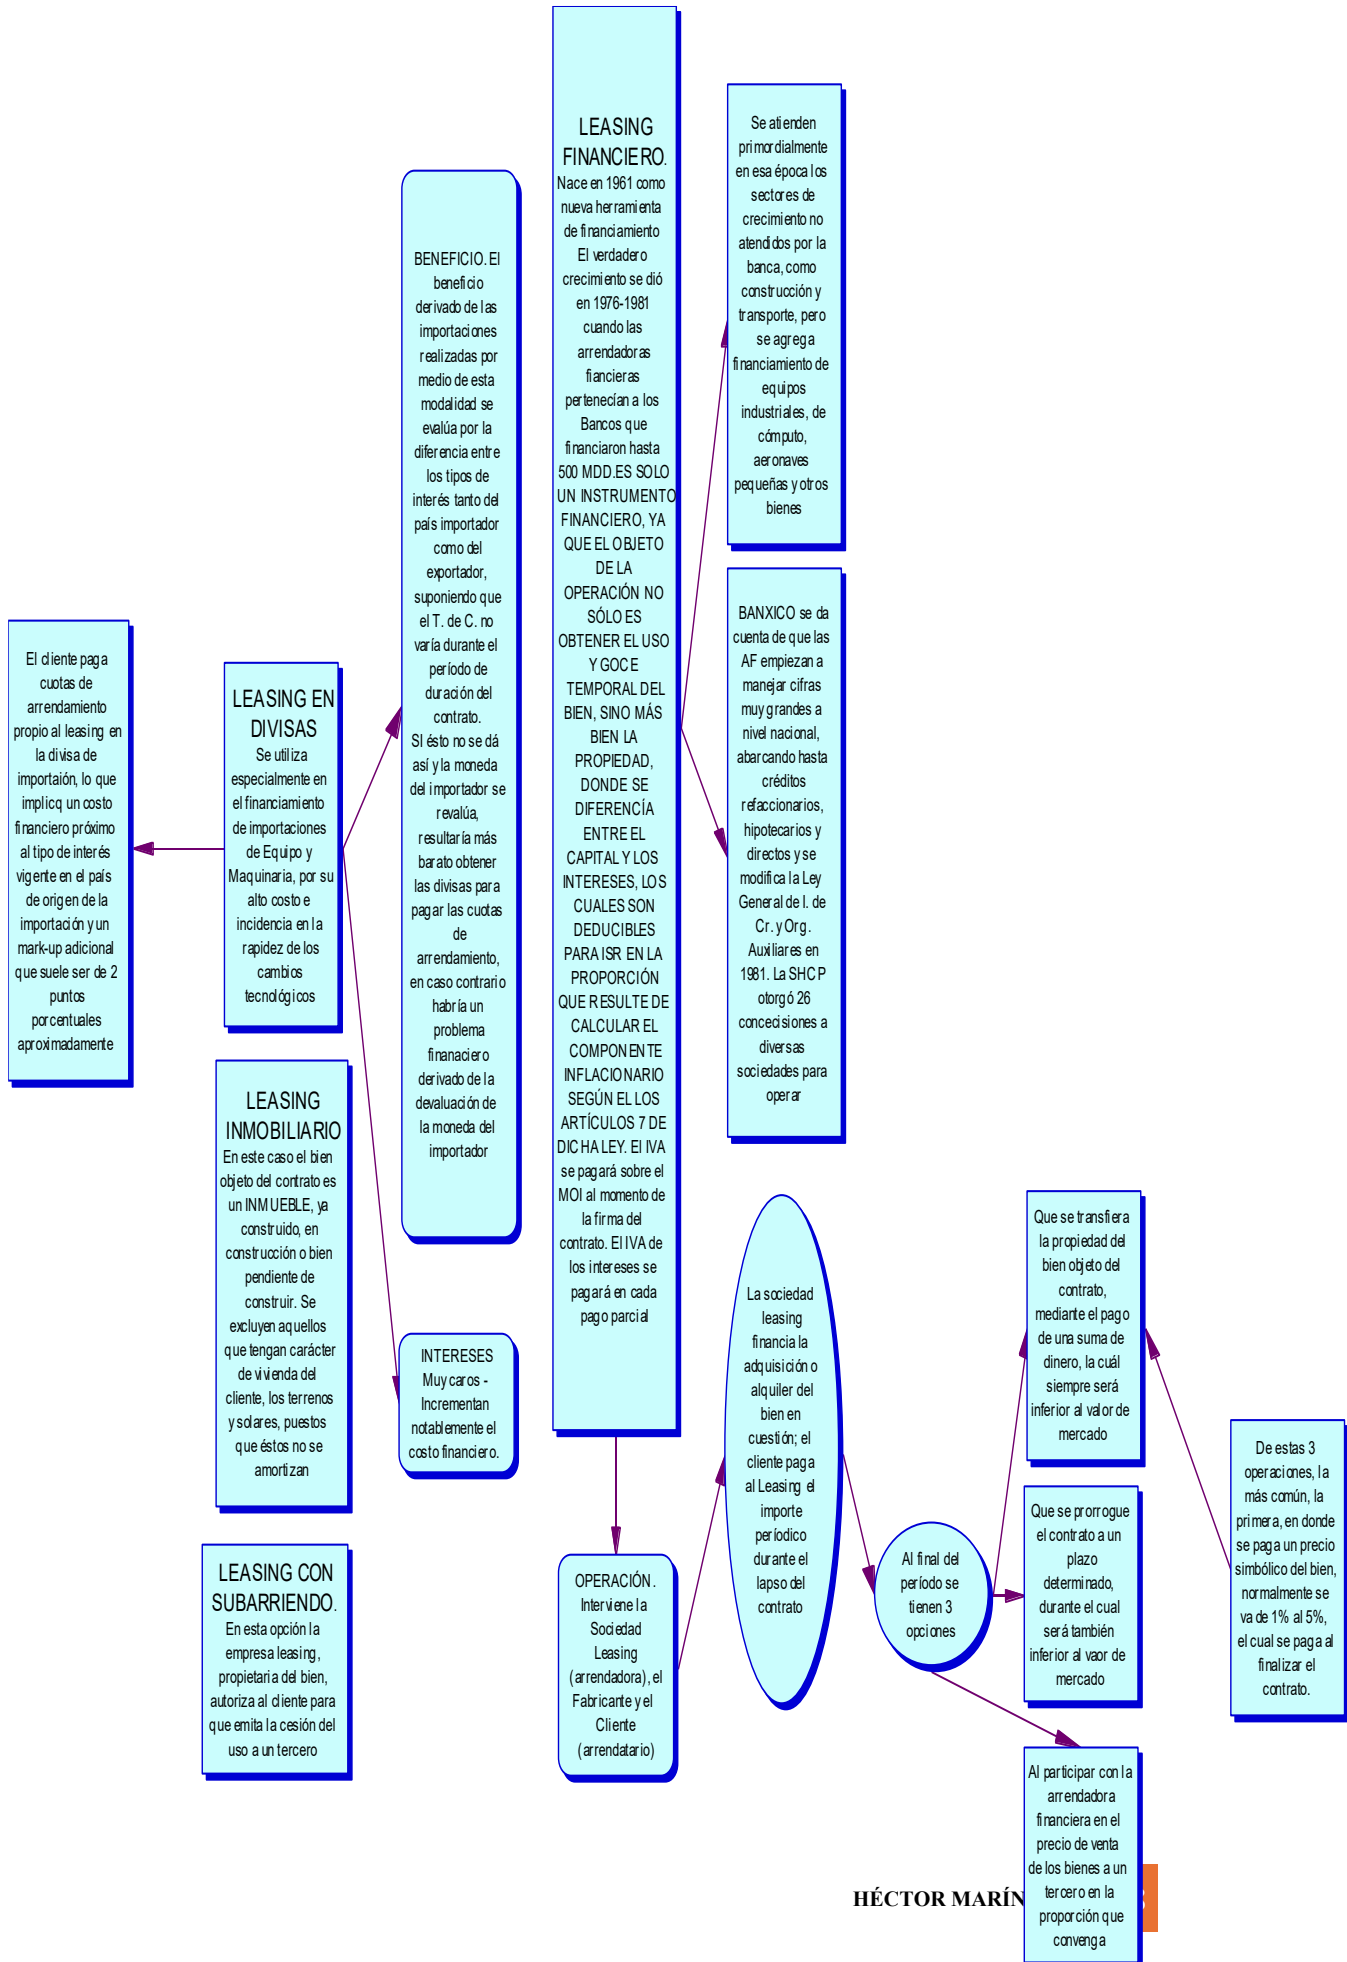 El cliente paga
cuotas de
arrendamiento
propio al leasing en
la divisa de
importaión, lo que
implicq un costo
financiero próximo
al tipo de interés
vigente en el país
de origen de la
importación y un
mark-up adicional
que suele ser de 2
puntos
porcentuales
aproximadamente
LEASING EN
DIVISAS
Se utiliza
especialmente en
el financiamiento
de importaciones
de Equipo y
Maquinaria, por su
alto costo e
incidencia en la
rapidez de los
cambios
tecnológicos
LEASING
INMOBILIARIO
En este caso el bien
objeto del contrato es
un INMUEBLE, ya
construido, en
construcción o bien
pendiente de
construir. Se
excluyen aquellos
que tengan carácter
de vivienda del
cliente, los terrenos
y solares, puestos
que éstos no se
amortizan
LEASING CON
SUBARRIENDO.
En esta opción la
empresa leasing,
propietaria del bien,
autoriza al cliente para
que emita la cesión del
uso a un tercero
BENEFICIO. El
beneficio
derivado de las
importaciones
realizadas por
medio de esta
modalidad se
evalúa por la
diferencia entre
los tipos de
interés tanto del
país importador
como del
exportador,
suponiendo que
el T. de C. no
varía durante el
período de
duración del
contrato.
SI ésto no se dá
así y la moneda
del importador se
revalúa,
resultaría más
barato obtener
las divisas para
pagar las cuotas
de
arrendamiento,
en caso contrario
habría un
problema
finanaciero
derivado de la
devaluación de
la moneda del
importador
INTERESES
Muy caros -
Incrementan
notablemente el
costo financiero.
LEASING
FINANCIERO.
Nace en 1961 como
nueva herramienta
de financiamiento
El verdadero
crecimiento se dió
en 1976-1981
cuando las
arrendadoras
fiancieras
pertenecían a los
Bancos que
financiaron hasta
500 MDD.ES SOLO
UN INSTRUMENTO
FINANCIERO, YA
QUE EL OBJETO
DE LA
OPERACIÓN NO
SÓLO ES
OBTENER EL USO
Y GOCE
TEMPORAL DEL
BIEN, SINO MÁS
BIEN LA
PROPIEDAD,
DONDE SE
DIFERENCÍA
ENTRE EL
CAPITAL Y LOS
INTERESES, LOS
CUALES SON
DEDUCIBLES
PARA ISR EN LA
PROPORCIÓN
QUE RESULTE DE
CALCULAR EL
COMPONENTE
INFLACIONARIO
SEGÚN EL LOS
ARTÍCULOS 7 DE
DICHA LEY. El IVA
se pagará sobre el
MOI al momento de
la firma del
contrato. El IVA de
los intereses se
pagará en cada
pago parcial
OPERACIÓN.
Interviene la
Sociedad
Leasing
(arrendadora), el
Fabricante y el
Cliente
(arrendatario)
Se atienden
primordialmente
en esa época los
sectores de
crecimiento no
atendidos por la
banca, como
construcción y
transporte, pero
se agrega
financiamiento de
equipos
industriales, de
cómputo,
aeronaves
pequeñas y otros
bienes
BANXICO se da
cuenta de que las
AF empiezan a
manejar cifras
muy grandes a
nivel nacional,
abarcando hasta
créditos
refaccionarios,
hipotecarios y
directos y se
modifica la Ley
General de I. de
Cr. y Org.
Auxiliares en
1981. La SHCP
otorgó 26
concecisiones a
diversas
sociedades para
operar
La sociedad
leasing
financia la
adquisición o
alquiler del
bien en
cuestión; el
cliente paga
al Leasing el
importe
períodico
durante el
lapso del
contrato
Al final del
período se
tienen 3
opciones
Que se transfiera
la propiedad del
bien objeto del
contrato,
mediante el pago
de una suma de
dinero, la cuál
siempre será
inferior al valor de
mercado
Que se prorrogue
el contrato a un
plazo
determinado,
durante el cual
será también
inferior al vaor de
mercado
Al participar con la
arrendadora
financiera en el
precio de venta
de los bienes a un
tercero en la
proporción que
convenga
De estas 3
operaciones, la
más común, la
primera, en donde
se paga un precio
simbólico del bien,
normalmente se
va de 1% al 5%,
el cual se paga al
finalizar el
contrato.
HÉCTOR MARÍN